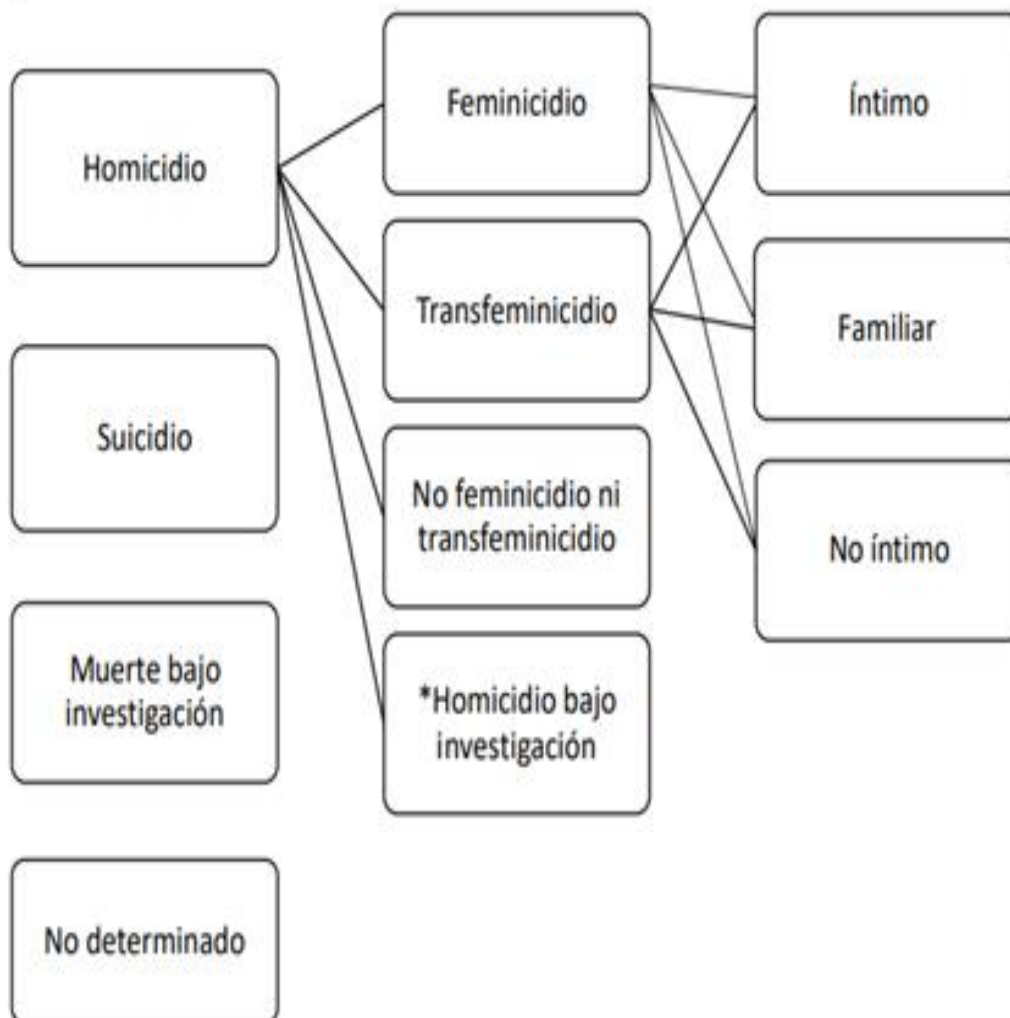 Homicidio
Suicidio
Muerte bajo
investigación
No determinado
Feminicidio
Transfeminicidio
No feminicidio ni
transfeminicidio
*Homicidio bajo
investigación
Íntimo
Familiar
No íntimo